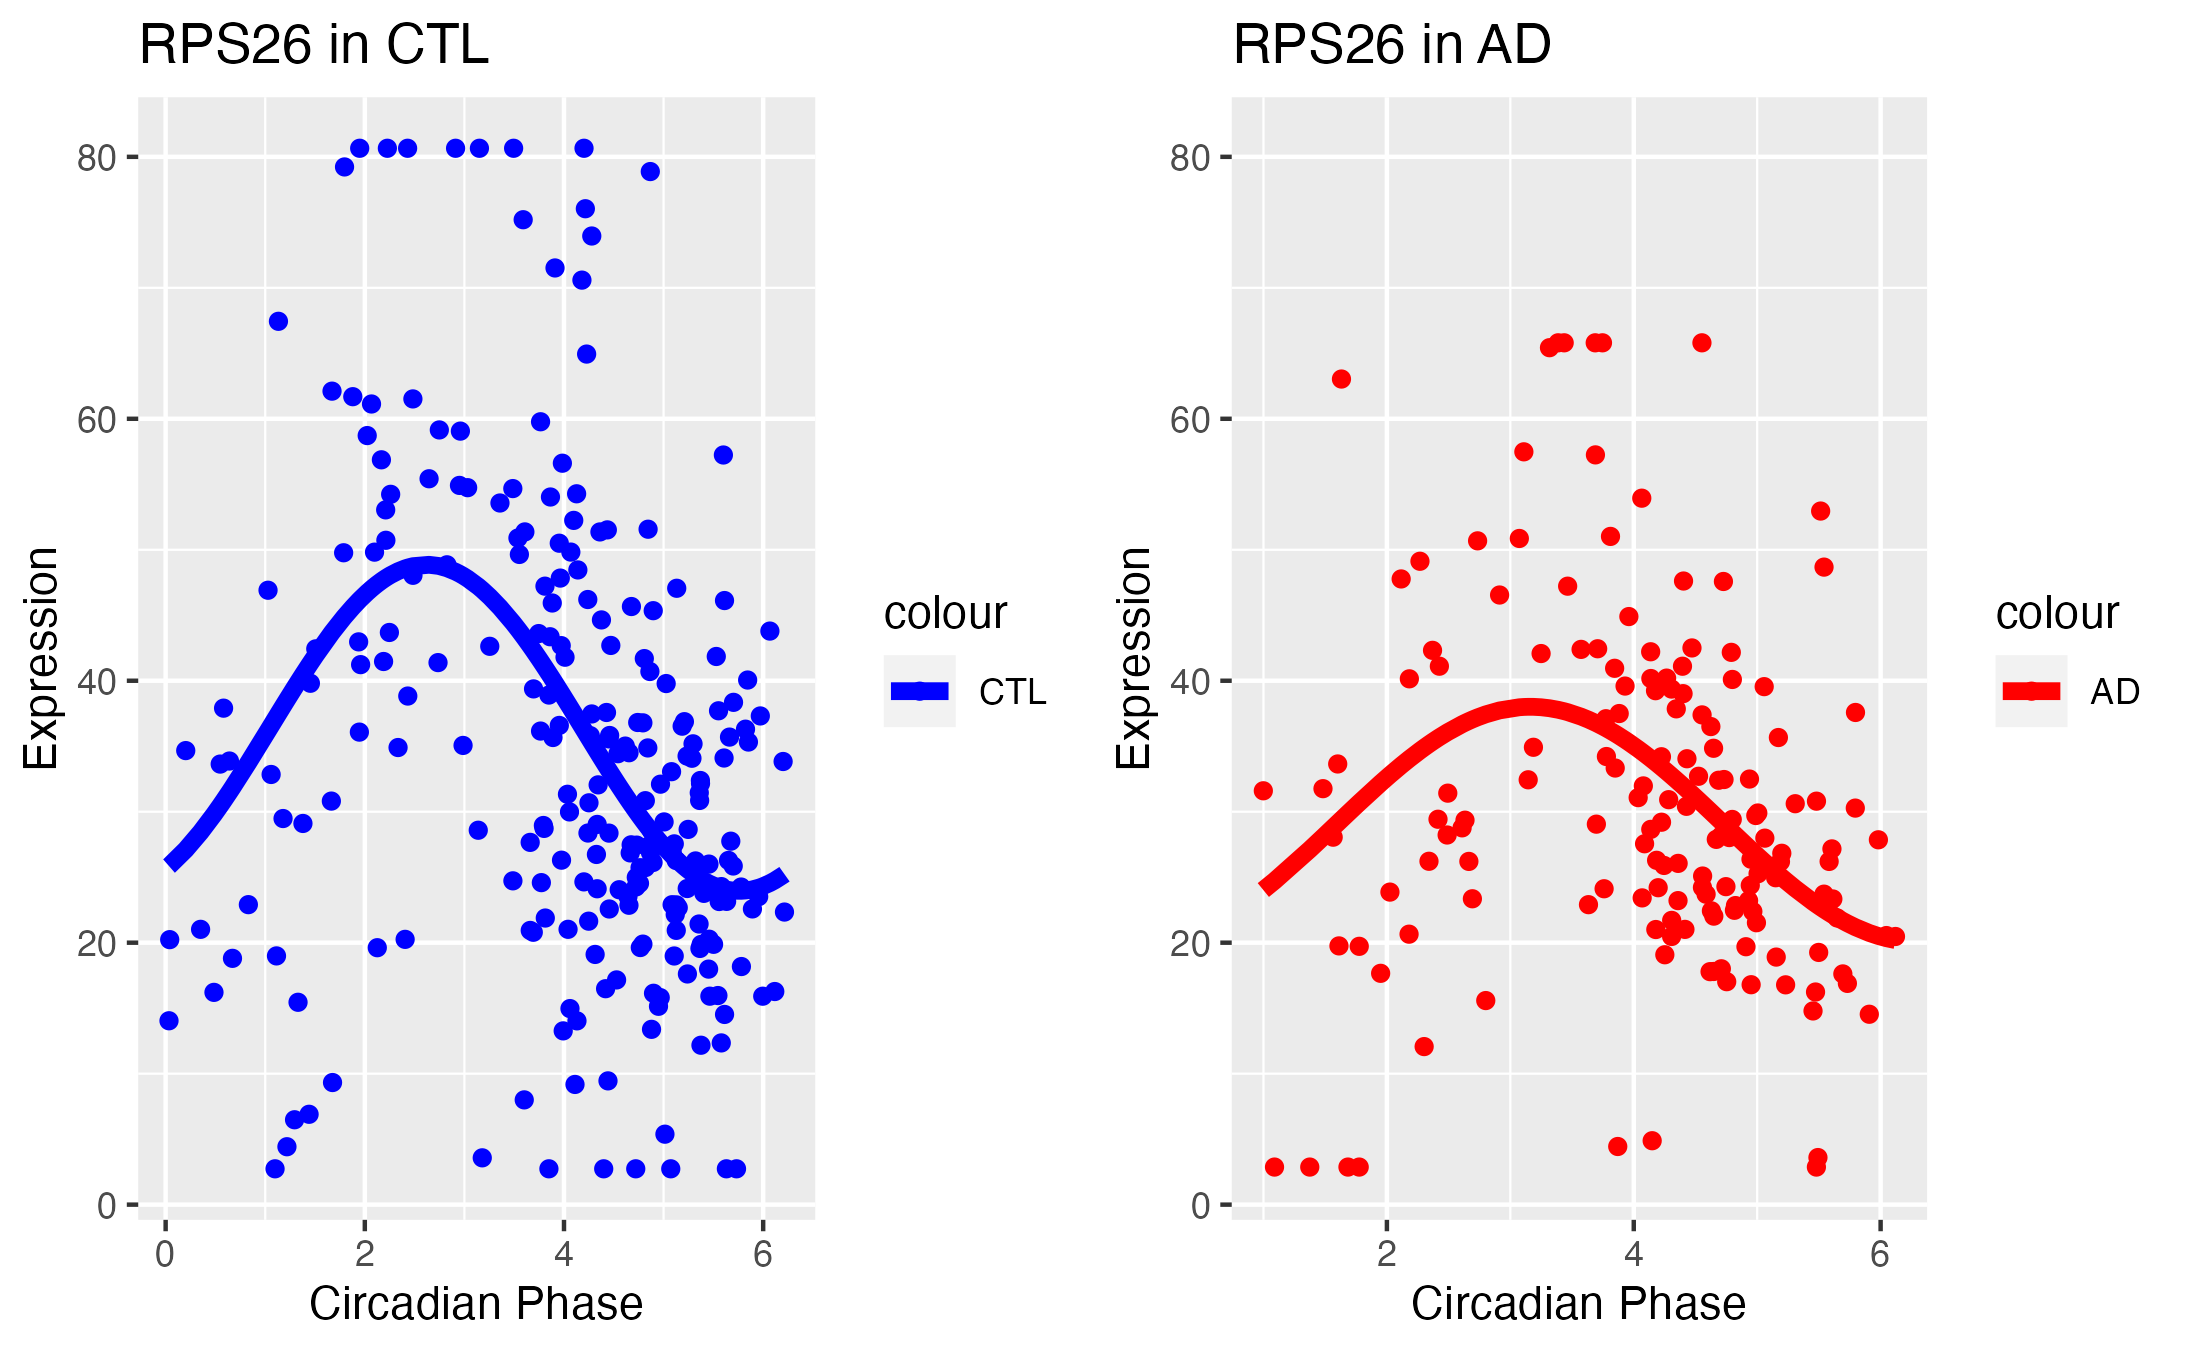 RPS26 in CTL
Expression
80
60
40
20
0
0 2 4 6
Circadian Phase
colour
CTL
RPS26 in AD
Expression
80
60
40
20
0
2 4 6
Circadian Phase
colour
AD